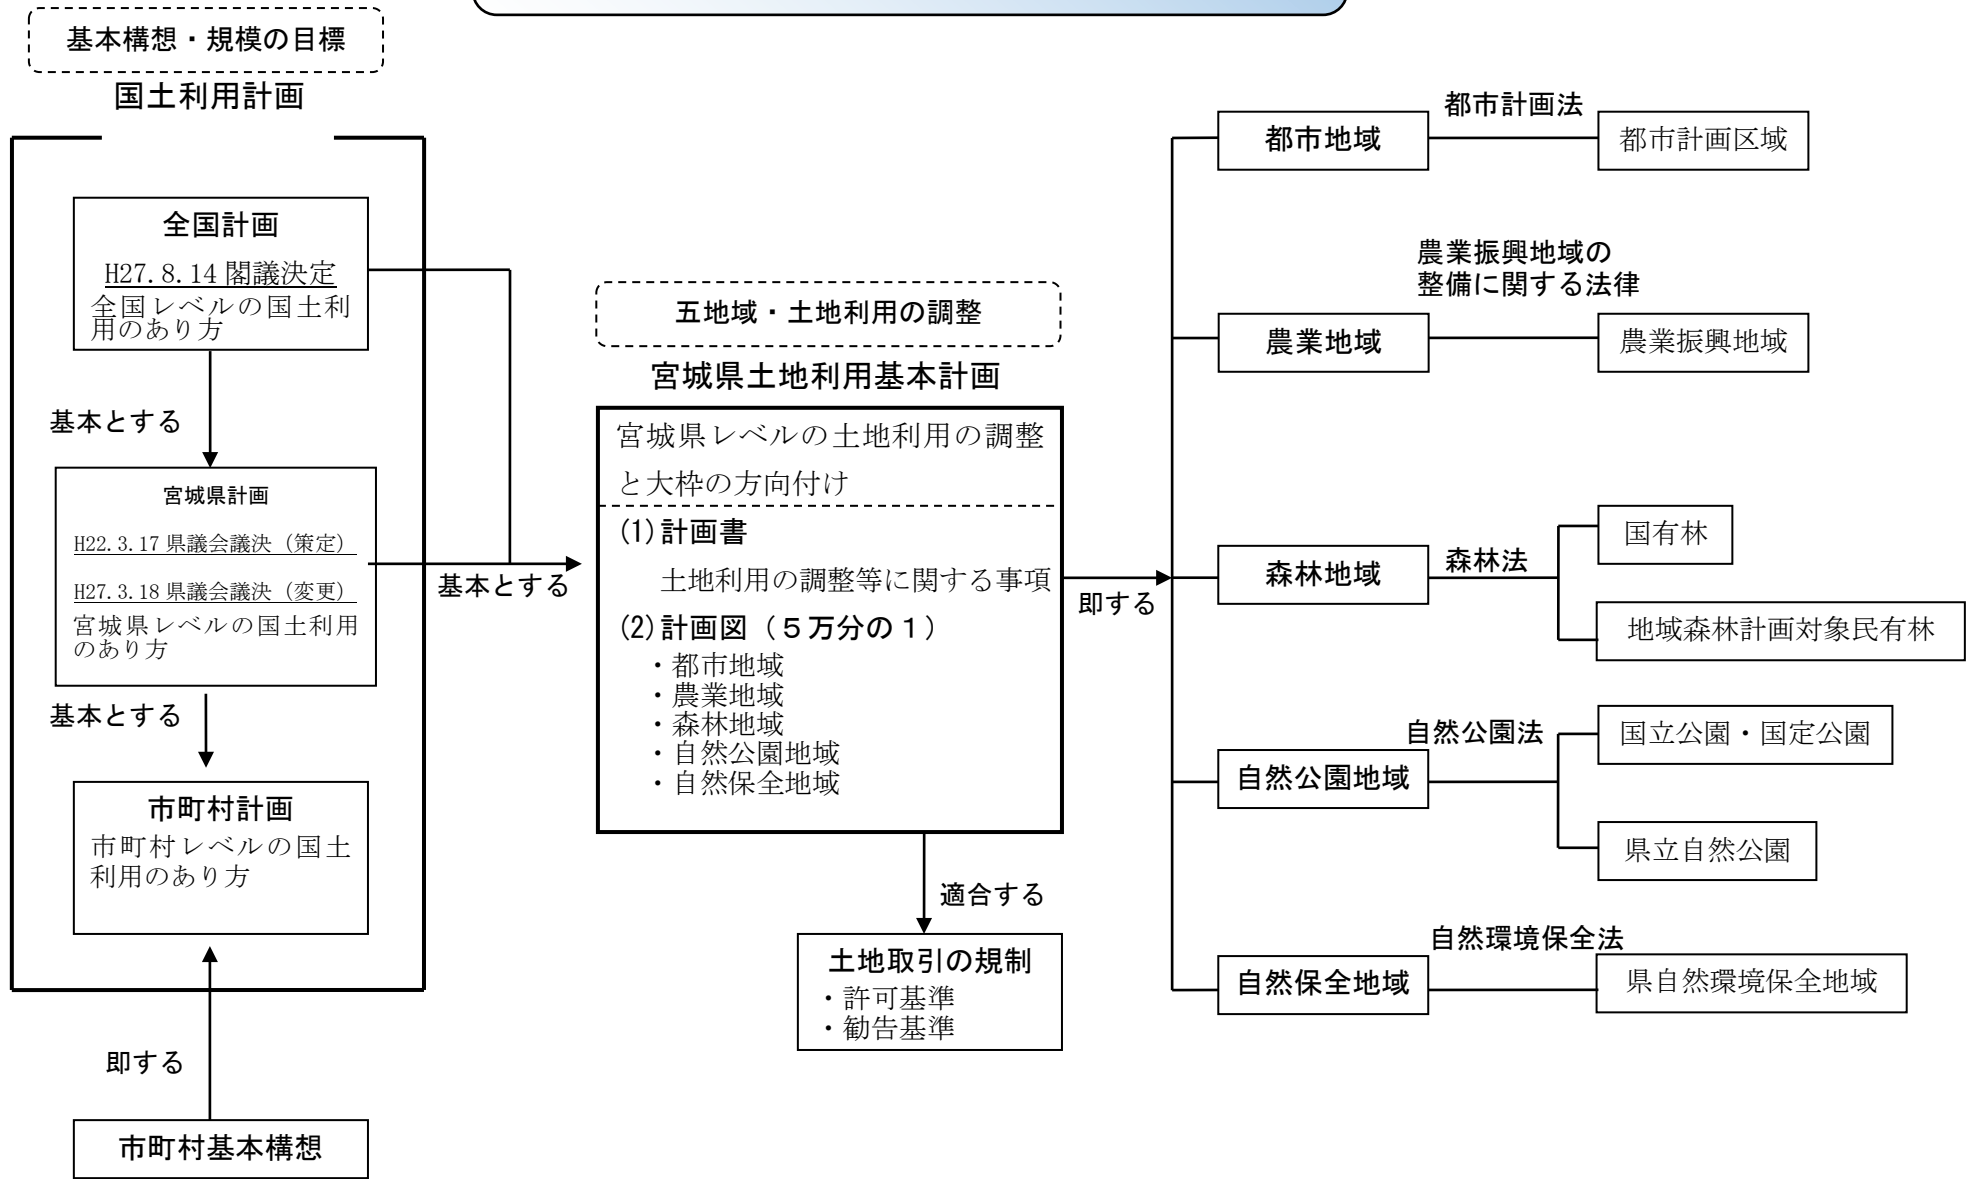 基本構想・規模の目標
国土利用計画
全国計画
H27.8.14 閣議決定
全国レベルの国土利
用のあり方
基本とする
宮城県計画
H22.3.17 県議会議決（策定）
H27.3.18 県議会議決（変更）
宮城県レベルの国土利用
のあり方
基本とする
市町村計画
市町村レベルの国土
利用のあり方
即する
市町村基本構想
基本とする
五地域・土地利用の調整
宮城県土地利用基本計画
宮城県レベルの土地利用の調整
と大枠の方向付け
(1)計画書
土地利用の調整等に関する事項
(2)計画図（５万分の１）
・都市地域
・農業地域
・森林地域
・自然公園地域
・自然保全地域
適合する
土地取引の規制
・許可基準
・勧告基準
即する
都市地域
都市計画法
都市計画区域
農業振興地域の
整備に関する法律
農業地域
農業振興地域
森林地域
森林法
国有林
地域森林計画対象民有林
自然公園法
自然公園地域
国立公園・国定公園
県立自然公園
自然環境保全法
自然保全地域
県自然環境保全地域